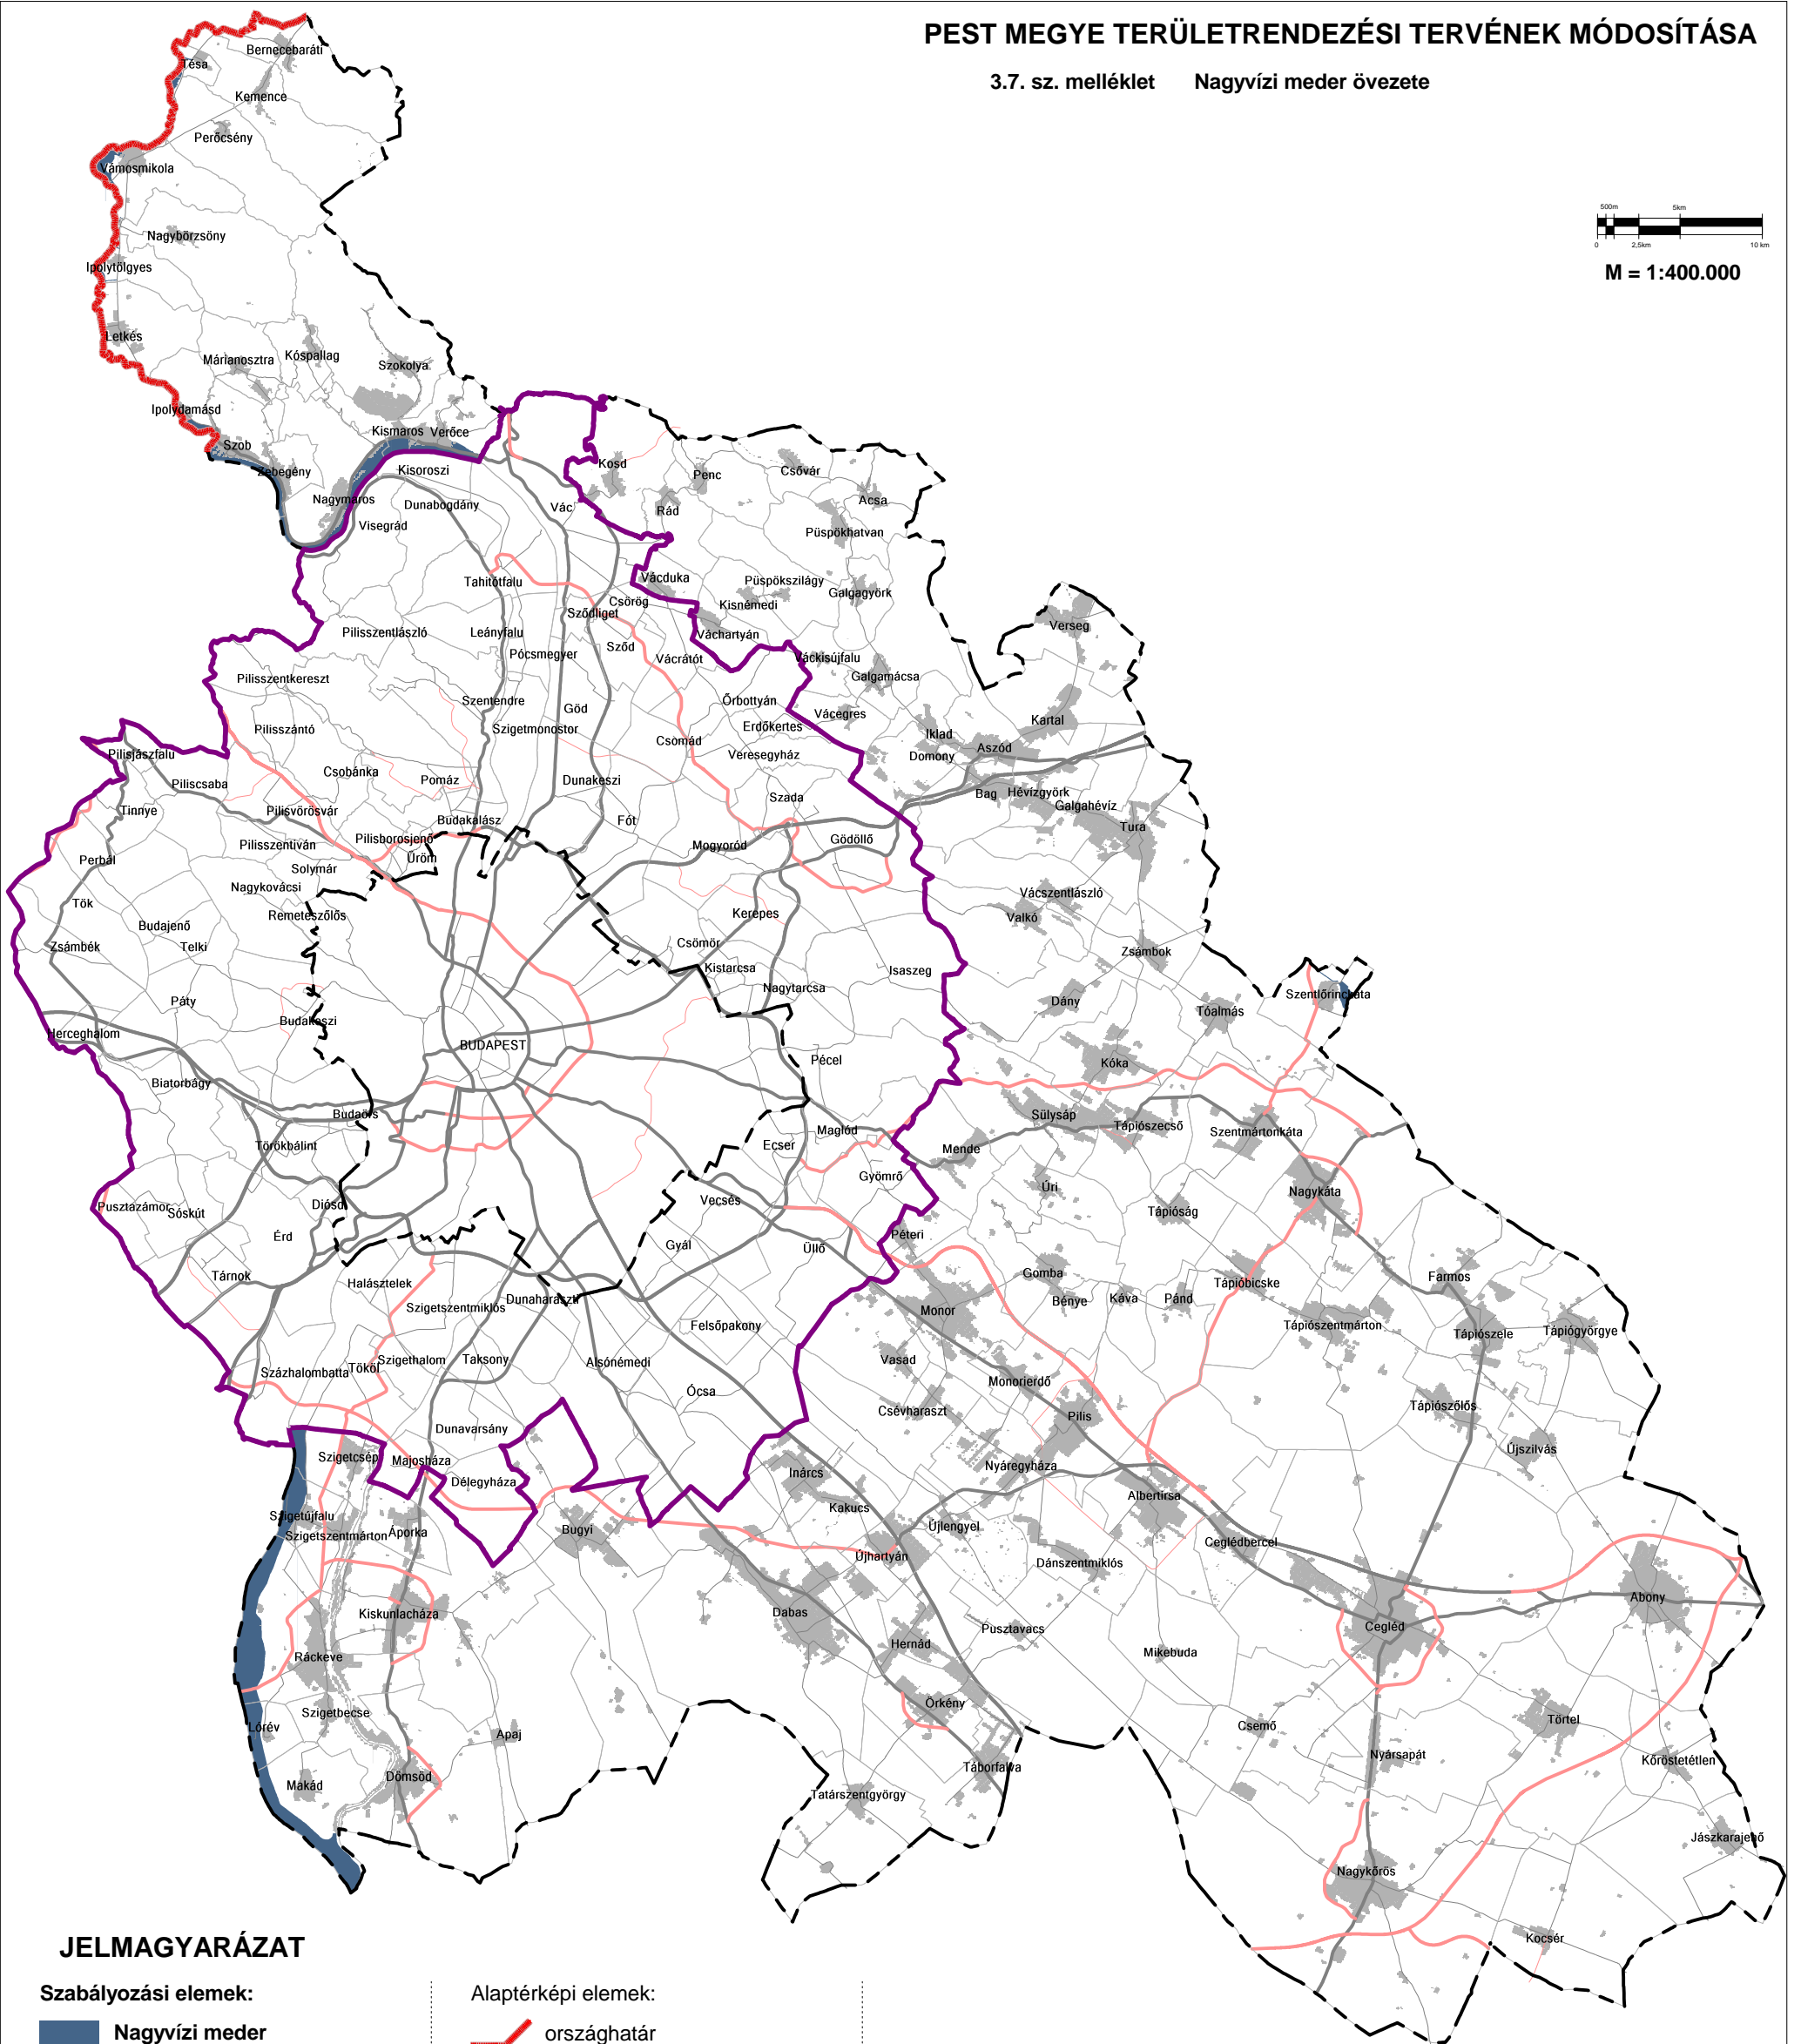 PEST MEGYE TERÜLETRENDEZÉSI TERVÉNEK MÓDOSÍTÁSA
3.7. sz. melléklet Nagyvízi meder övezete
500m 5km
0 2,5km 10 km
M = 1:400.000
Bernecebaráti
Tésa
Kemence
Perőcsény
Vámosmikola
Nagybörzsöny
Ipolytölgyes
Letkés
Márianosztra
Kóspallag
Szokolya
Ipolydamásd
Szob
Kismaros
Verőce
Zebegény
Kisoroszi
Nagymaros
Dunabogdány
Visegrád
Vác
Kosd
Penc
Csővár
Rád
Acsa
Püspökhatvan
Tahitótfalu
Vácduka
Püspökszilágy
Kisnémedi
Galgagyörk
Csörög
Sződliget
Verseg
Pilisszentlászló
Leányfalu
Váchartyán
Sződ
Pócsmegyer
Vácrátót
Váckisújfalu
Galgamácsa
Pilisszentkereszt
Szentendre
Göd
Őrbottyán
Vácegres
Kartal
Pilisszántó
Szigetmonostor
Erdőkertes
Iklad
Csomád
Aszód
Domony
Veresegyház
Pilisjászfalu
Csobánka
Pomáz
Dunakeszi
Piliscsaba
Bag
Hévízgyörk
Galgahévíz
Szada
Tinnye
Pilisvörösvár
Budakalász
Fót
Tura
Pilisborosjenő
Gödöllő
Pilisszentiván
Mogyoród
Üröm
Perbál
Solymár
Nagykovácsi
Vácszentlászló
Tök
Remeteszőlős
Kerepes
Valkó
Budajenő
Zsámbék
Telki
Csömör
Zsámbok
Kistarcsa
Isaszeg
Nagytarcsa
Szentlőrinckáta
Páty
Dány
Tóalmás
Budakeszi
Herceghalom
BUDAPEST
Pécel
Kóka
Biatorbágy
Budaörs
Sülysáp
Tápiószecső
Szentmártonkáta
Maglód
Törökbálint
Ecser
Mende
Gyömrő
Úri
Nagykáta
Vecsés
Pusztazámor
Sóskút
Diósd
Tápióság
Érd
Péteri
Gyál
Üllő
Tárnok
Gomba
Farmos
Halásztelek
Tápióbicske
Szigetszentmiklós
Dunaharaszti
Bénye
Káva
Pánd
Monor
Felsőpakony
Tápiószentmárton
Tápiószele
Tápiógyörgye
Szigethalom
Taksony
Alsónémedi
Vasad
Százhalombatta
Tököl
Monorierdő
Ócsa
Csévharaszt
Pilis
Tápiószőlős
Dunavarsány
Újszilvás
Szigetcsép
Majosháza
Nyáregyháza
Inárcs
Délegyháza
Albertirsa
Kakucs
Szigetújfalu
Újlengyel
Szigetszentmárton
Áporka
Bugyi
Ceglédbercel
Újhartyán
Dánszentmiklós
Abony
Kiskunlacháza
Dabas
Cegléd
Pusztavacs
Hernád
Mikebuda
Ráckeve
Örkény
Szigetbecse
Lórév
Apaj
Csemő
Törtel
Nyársapát
Kőröstetétlen
Táborfalva
Dömsöd
Makád
Tatárszentgyörgy
Jászkarajenő
Nagykőrös
Kocsér
JELMAGYARÁZAT
Szabályozási elemek:
Alaptérképi elemek:
Nagyvízi meder
országhatár